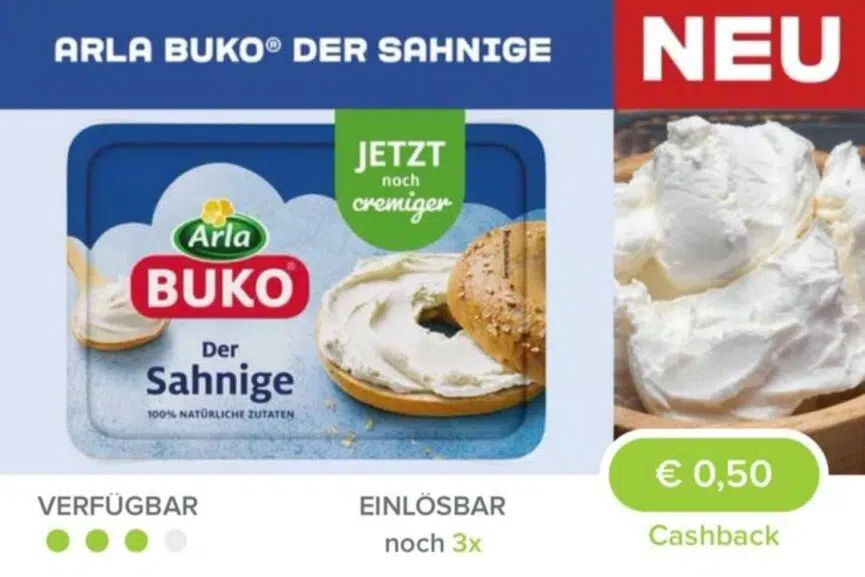 ARLA BUKO® DER SAHNIGE
NEU
JETZT
noch
cremiger
Arla
BUKO®
Der
Sahnige
100% NATÜRLICHE ZUTATEN
€ 0,50
VERFÜGBAR
EINLÖSBAR
noch 3x
Cashback